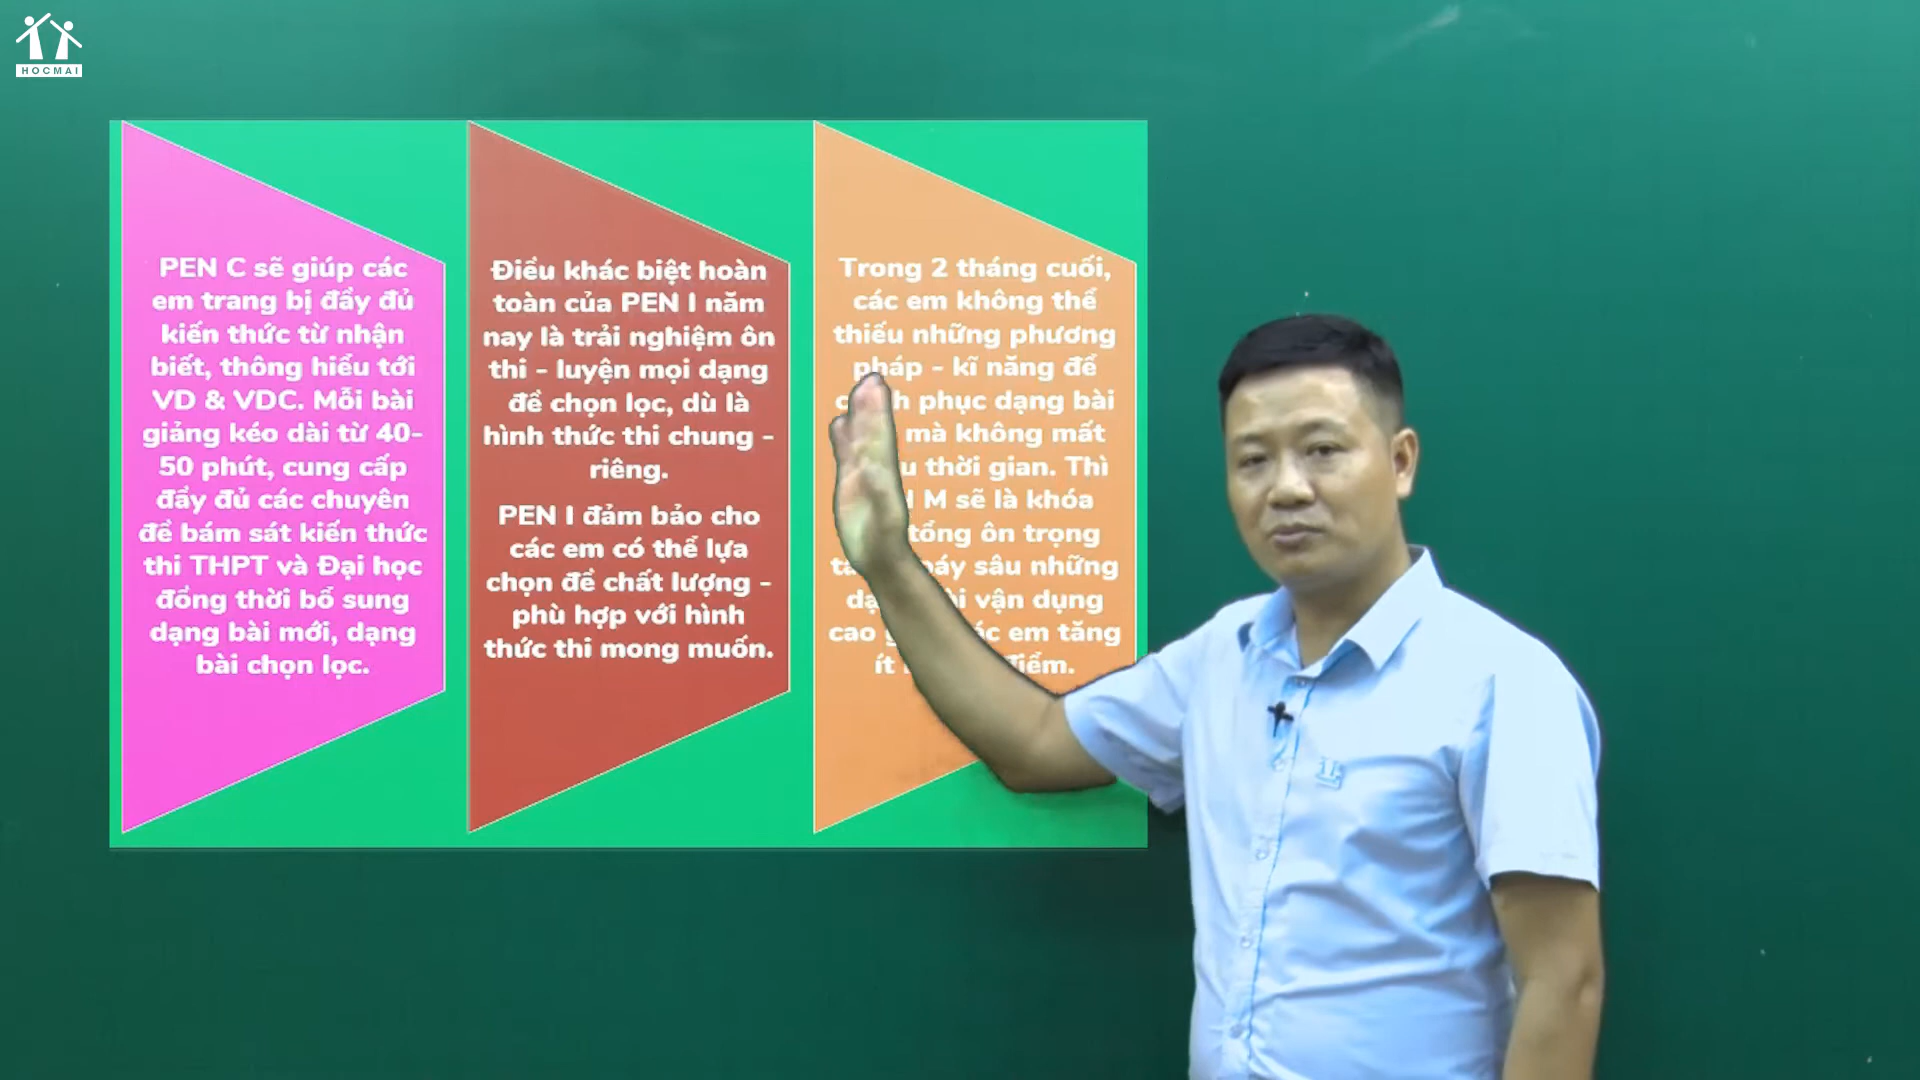 HOCMAI
PEN C sẽ giúp các
em trang bị đầy đủ
kiến thức từ nhận
biết, thông hiểu tới
VD & VDC. Mỗi bài
giảng kéo dài từ 40-
50 phút, cung cấp
đầy đủ các chuyên
đề bám sát kiến thức
thi THPT và Đại học
đồng thời bổ sung
dạng bài mới, dạng
bài chọn lọc.
Điều khác biệt hoàn
toàn của PEN I năm
nay là trải nghiệm ôn
thi - luyện mọi dạng
đề chọn lọc, dù là
hình thức thi chung -
riêng.
PEN I đảm bảo cho
các em có thể lựa
chọn đề chất lượng -
phù hợp với hình
thức thi mong muốn.
Trong 2 tháng cuối,
các em không thể
thiếu những phương
pháp - kĩ năng để
phục dạng bài
mà không mất
thời gian. Thì
M sẽ là khóa
tổng ôn trọng
sâu những
vận dụng
cao em tăng
ít điểm.